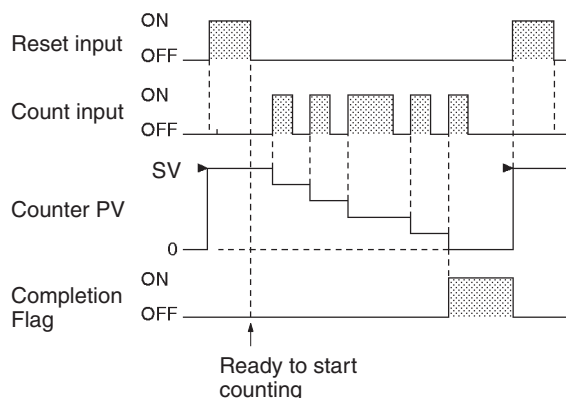 ON
Reset input
OFF
ON
Count input
OFF
SV
Counter PV
0
ON
Completion
Flag
OFF
Ready to start
counting